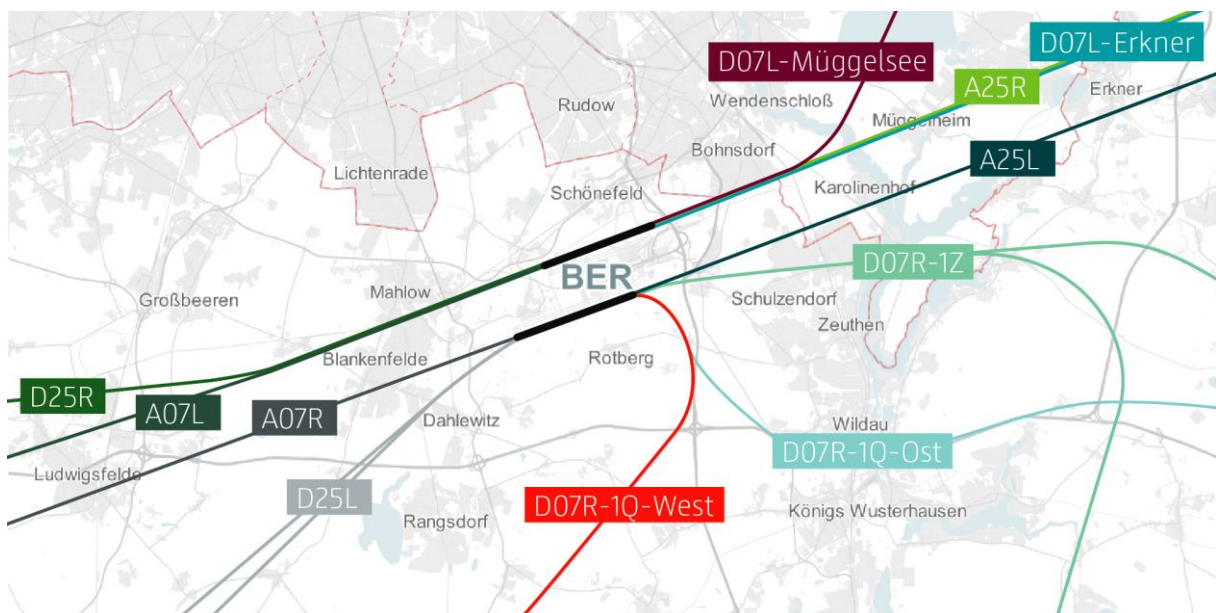 D07L-Erkner
D07L-Müggelsee
A25R
Erkner
Wendenschloß
Rudow
Müggelheim
Bohnsdorf
A25L
Lichtenrade
Schönefeld
Karolinenhof
D07R-1Z
BER
Mahlow
Großbeeren
Schulzendorf
Zeuthen
Blankenfelde
Rotberg
D25R
A07L
A07R
Dahlewitz
Wildau
D07R-1Q-Ost
Ludwigsfelde
D25L
D07R-1Q-West
Rangsdorf
Königs Wusterhausen